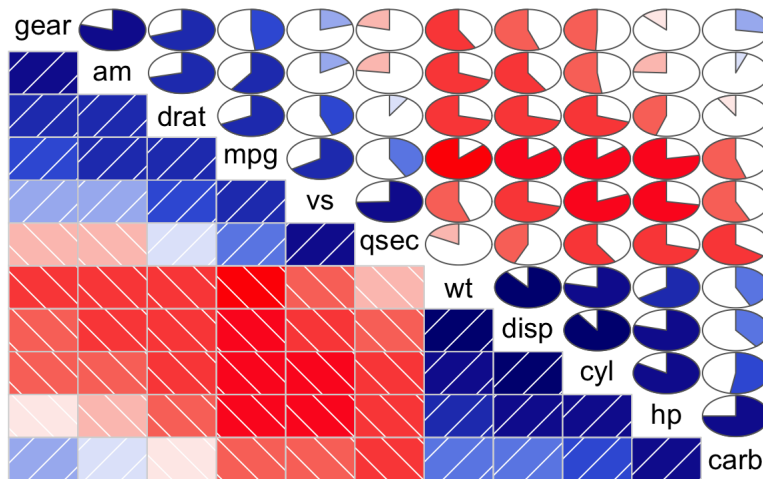 gear
am
drat
mpg
vs
qsec
wt
disp
cyl
hp
carb